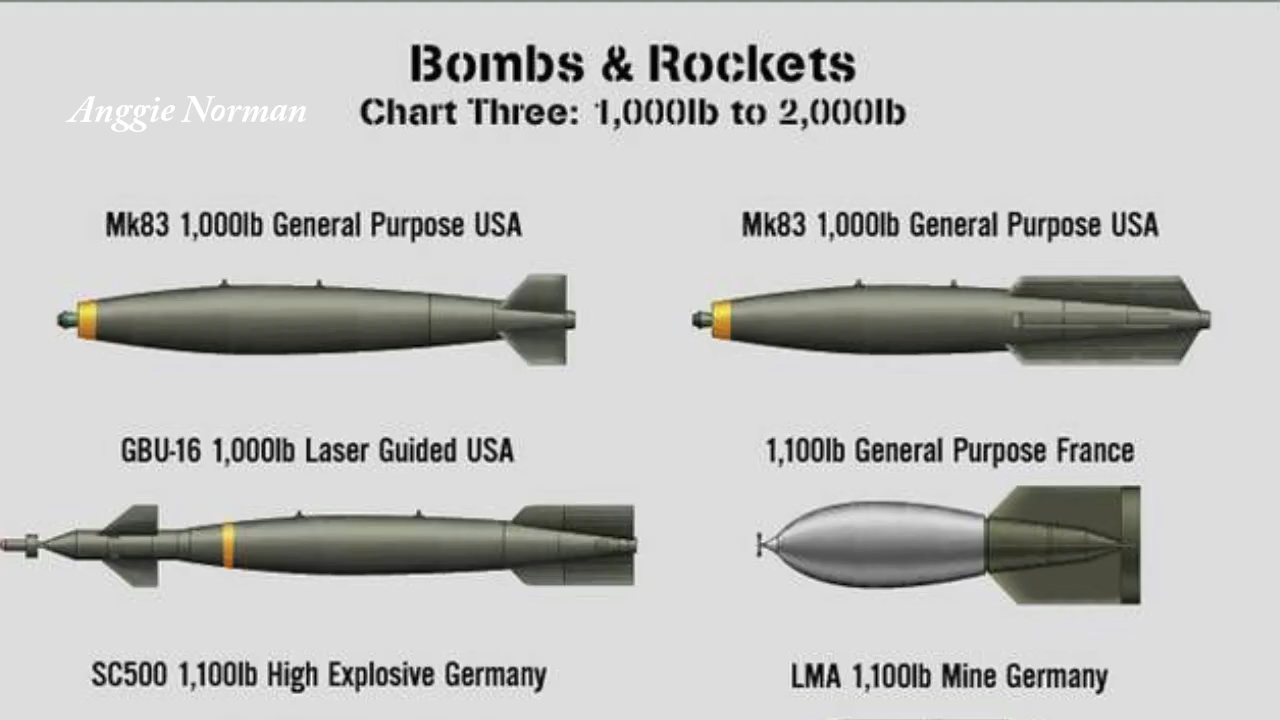 Bombs & Rockets
Anggie Norman
Chart Three: 1,000lb to 2,000lb
Mk83 1,000lb General Purpose USA
Mk83 1,000lb General Purpose USA
GBU-16 1,000lb Laser Guided USA
1,100lb General Purpose France
SC500 1,100lb High Explosive Germany
LMA 1,100lb Mine Germany